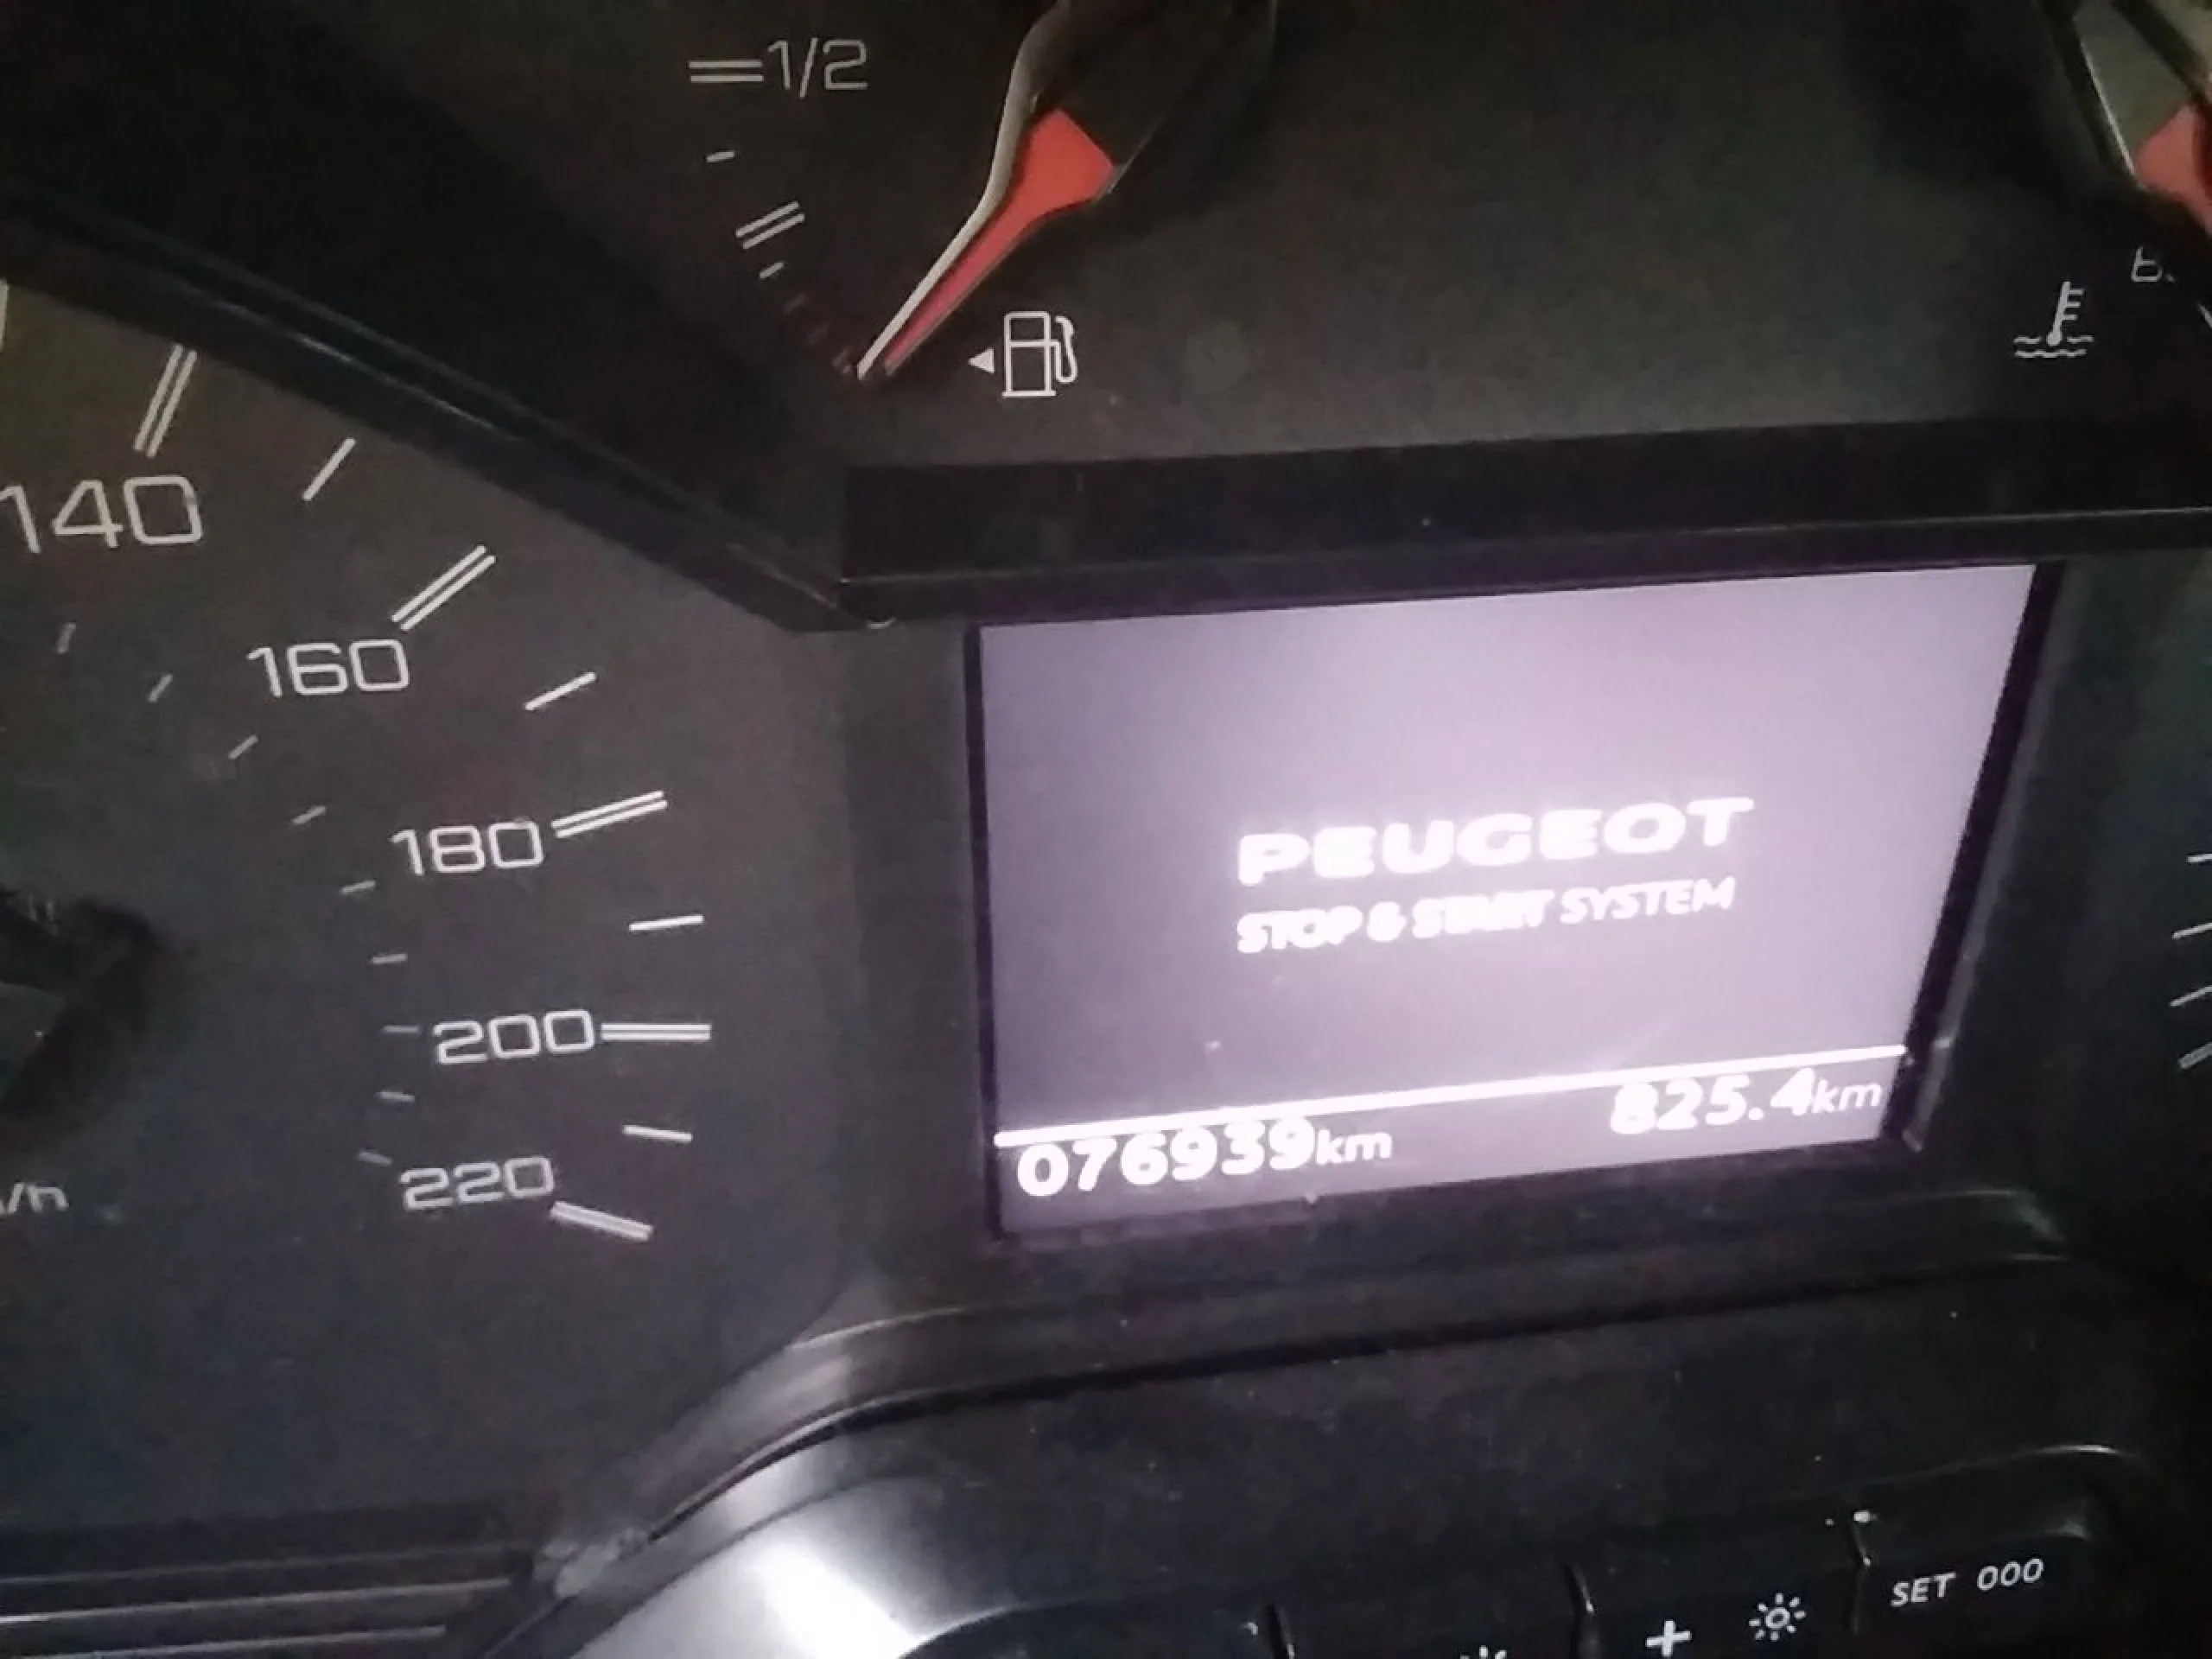 1/2
140
160
180
200
220
PEUGEOT
STOP & START SYSTEM
076939km
825.4km
SET 000